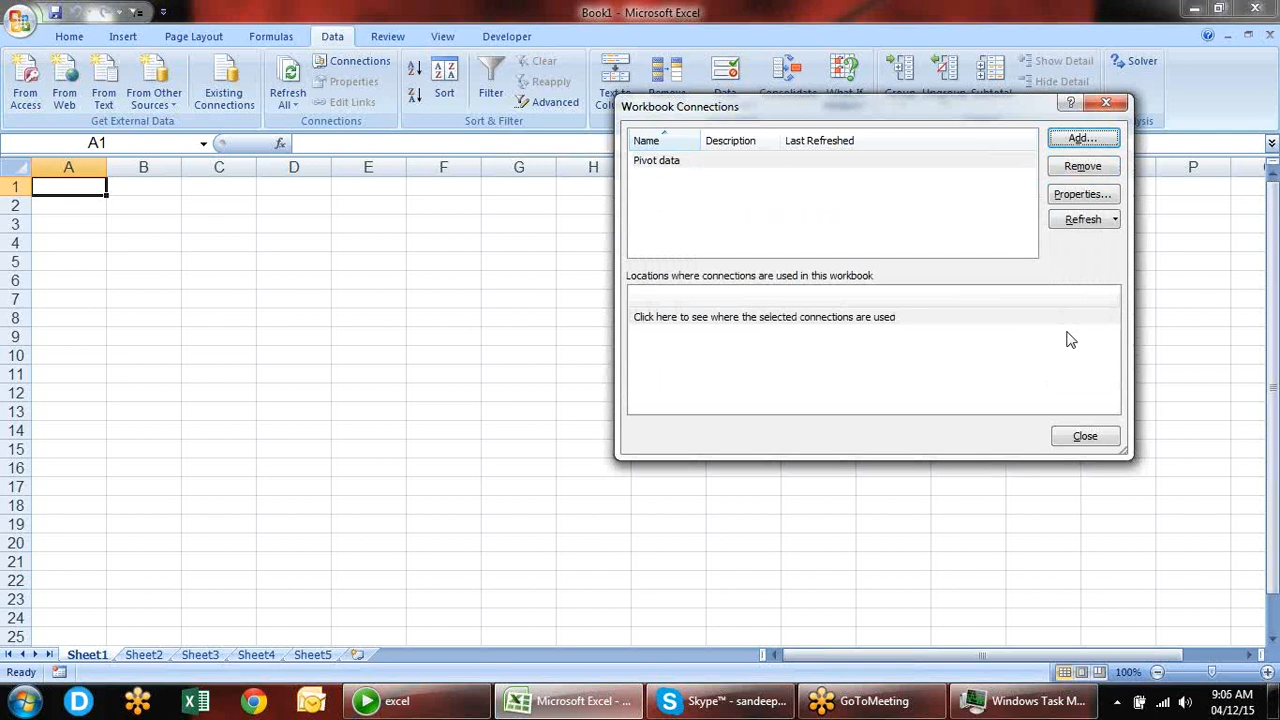 Book1 - Microsoft Excel
Home Insert Page Layout Formulas Data Review View Developer
From Access
From Web
From Text
From Other Sources
Existing Connections
Get External Data
Refresh All
Connections
Properties
Edit Links
Connections
Sort
Filter
Clear
Reapply
Advanced
Sort & Filter
Text to
Show Detail
Hide Detail
Solver
A1
fx
A B C D E F G H P
1
2
3
4
5
6
7
8
9
10
11
12
13
14
15
16
17
18
19
20
21
22
23
24
25
Workbook Connections
Name Description Last Refreshed
Pivot data
Add...
Remove
Properties...
Refresh
Locations where connections are used in this workbook
Click here to see where the selected connections are used
Close
Sheet1 Sheet2 Sheet3 Sheet4 Sheet5
Ready 100%
excel
Microsoft Excel - ...
Skype™ - sandeep...
GoToMeeting
Windows Task M...
9:06 AM
04/12/15